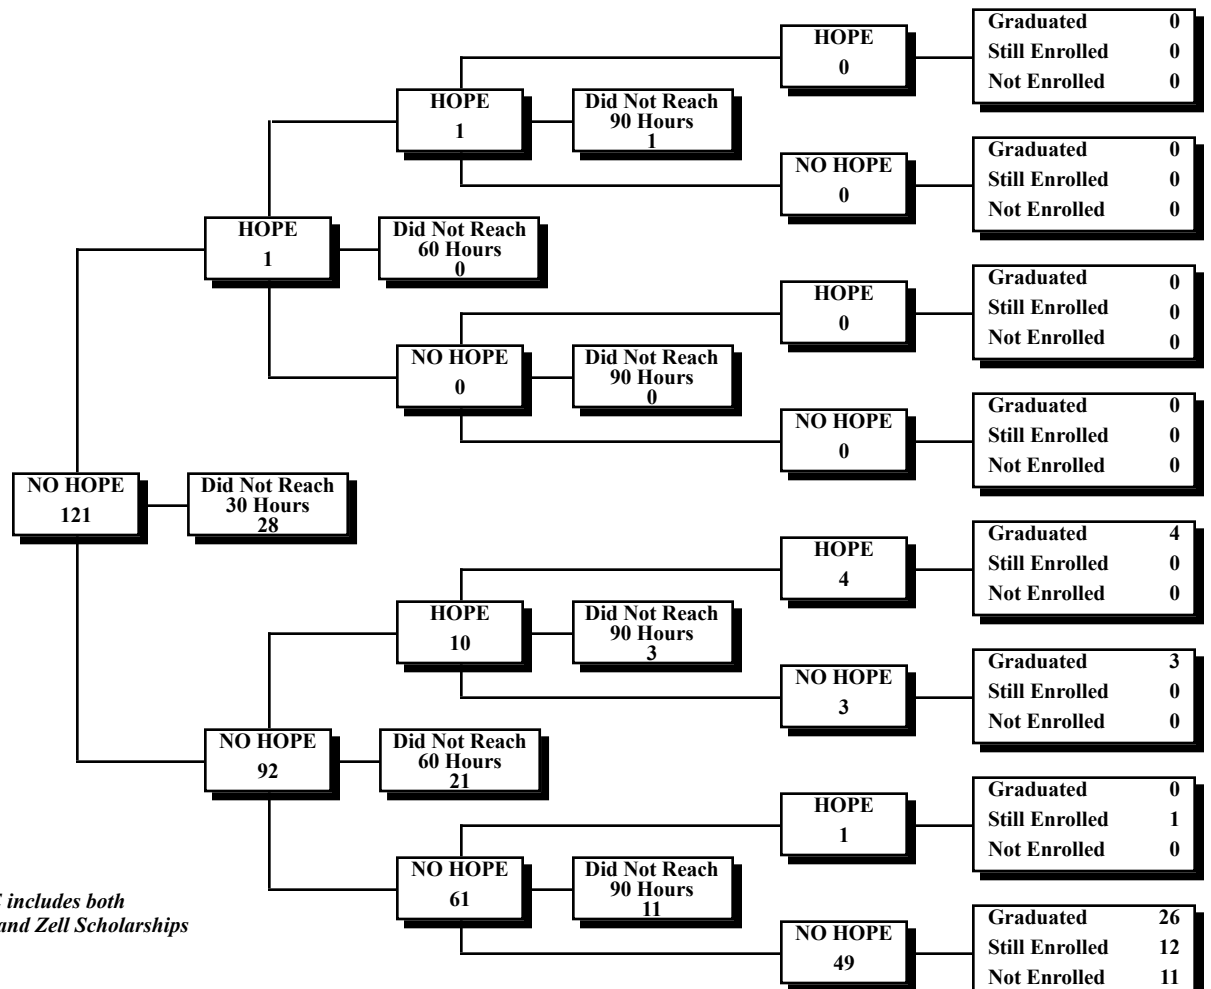 HOPE
0
Graduated 0
Still Enrolled 0
Not Enrolled 0
HOPE
1
Did Not Reach
90 Hours
1
NO HOPE
0
Graduated 0
Still Enrolled 0
Not Enrolled 0
HOPE
1
Did Not Reach
60 Hours
0
HOPE
0
Graduated 0
Still Enrolled 0
Not Enrolled 0
NO HOPE
0
Did Not Reach
90 Hours
0
NO HOPE
0
Graduated 0
Still Enrolled 0
Not Enrolled 0
NO HOPE
121
Did Not Reach
30 Hours
28
HOPE
4
Graduated 4
Still Enrolled 0
Not Enrolled 0
HOPE
10
Did Not Reach
90 Hours
3
NO HOPE
3
Graduated 3
Still Enrolled 0
Not Enrolled 0
NO HOPE
92
Did Not Reach
60 Hours
21
HOPE
1
Graduated 0
Still Enrolled 1
Not Enrolled 0
NO HOPE
61
Did Not Reach
90 Hours
11
NO HOPE
49
Graduated 26
Still Enrolled 12
Not Enrolled 11
includes both
and Zell Scholarships